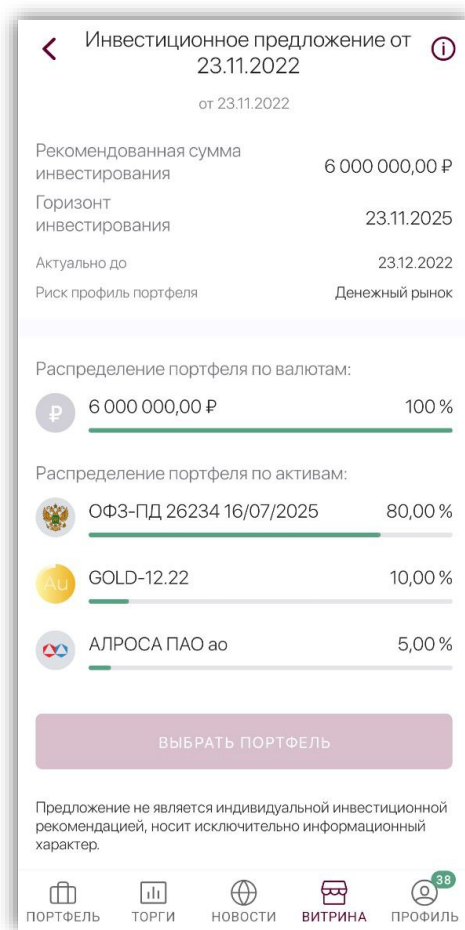 Инвестиционное предложение от
23.11.2022
от 23.11.2022
Рекомендованная сумма
инвестирования
6 000 000,00 ₽
Горизонт
инвестирования
23.11.2025
Актуально до
23.12.2022
Риск профиль портфеля
Денежный рынок
Распределение портфеля по валютам:
₽
6 000 000,00 ₽
100 %
Распределение портфеля по активам:
ОФЗ-ПД 26234 16/07/2025
80,00 %
Au
GOLD-12.22
10,00 %
АЛРОСА ПАО ао
5,00 %
ВЫБРАТЬ ПОРТФЕЛЬ
Предложение не является индивидуальной инвестиционной
рекомендацией, носит исключительно информационный
характер.
38
ПОРТФЕЛЬ ТОРГИ НОВОСТИ ВИТРИНА ПРОФИЛЬ